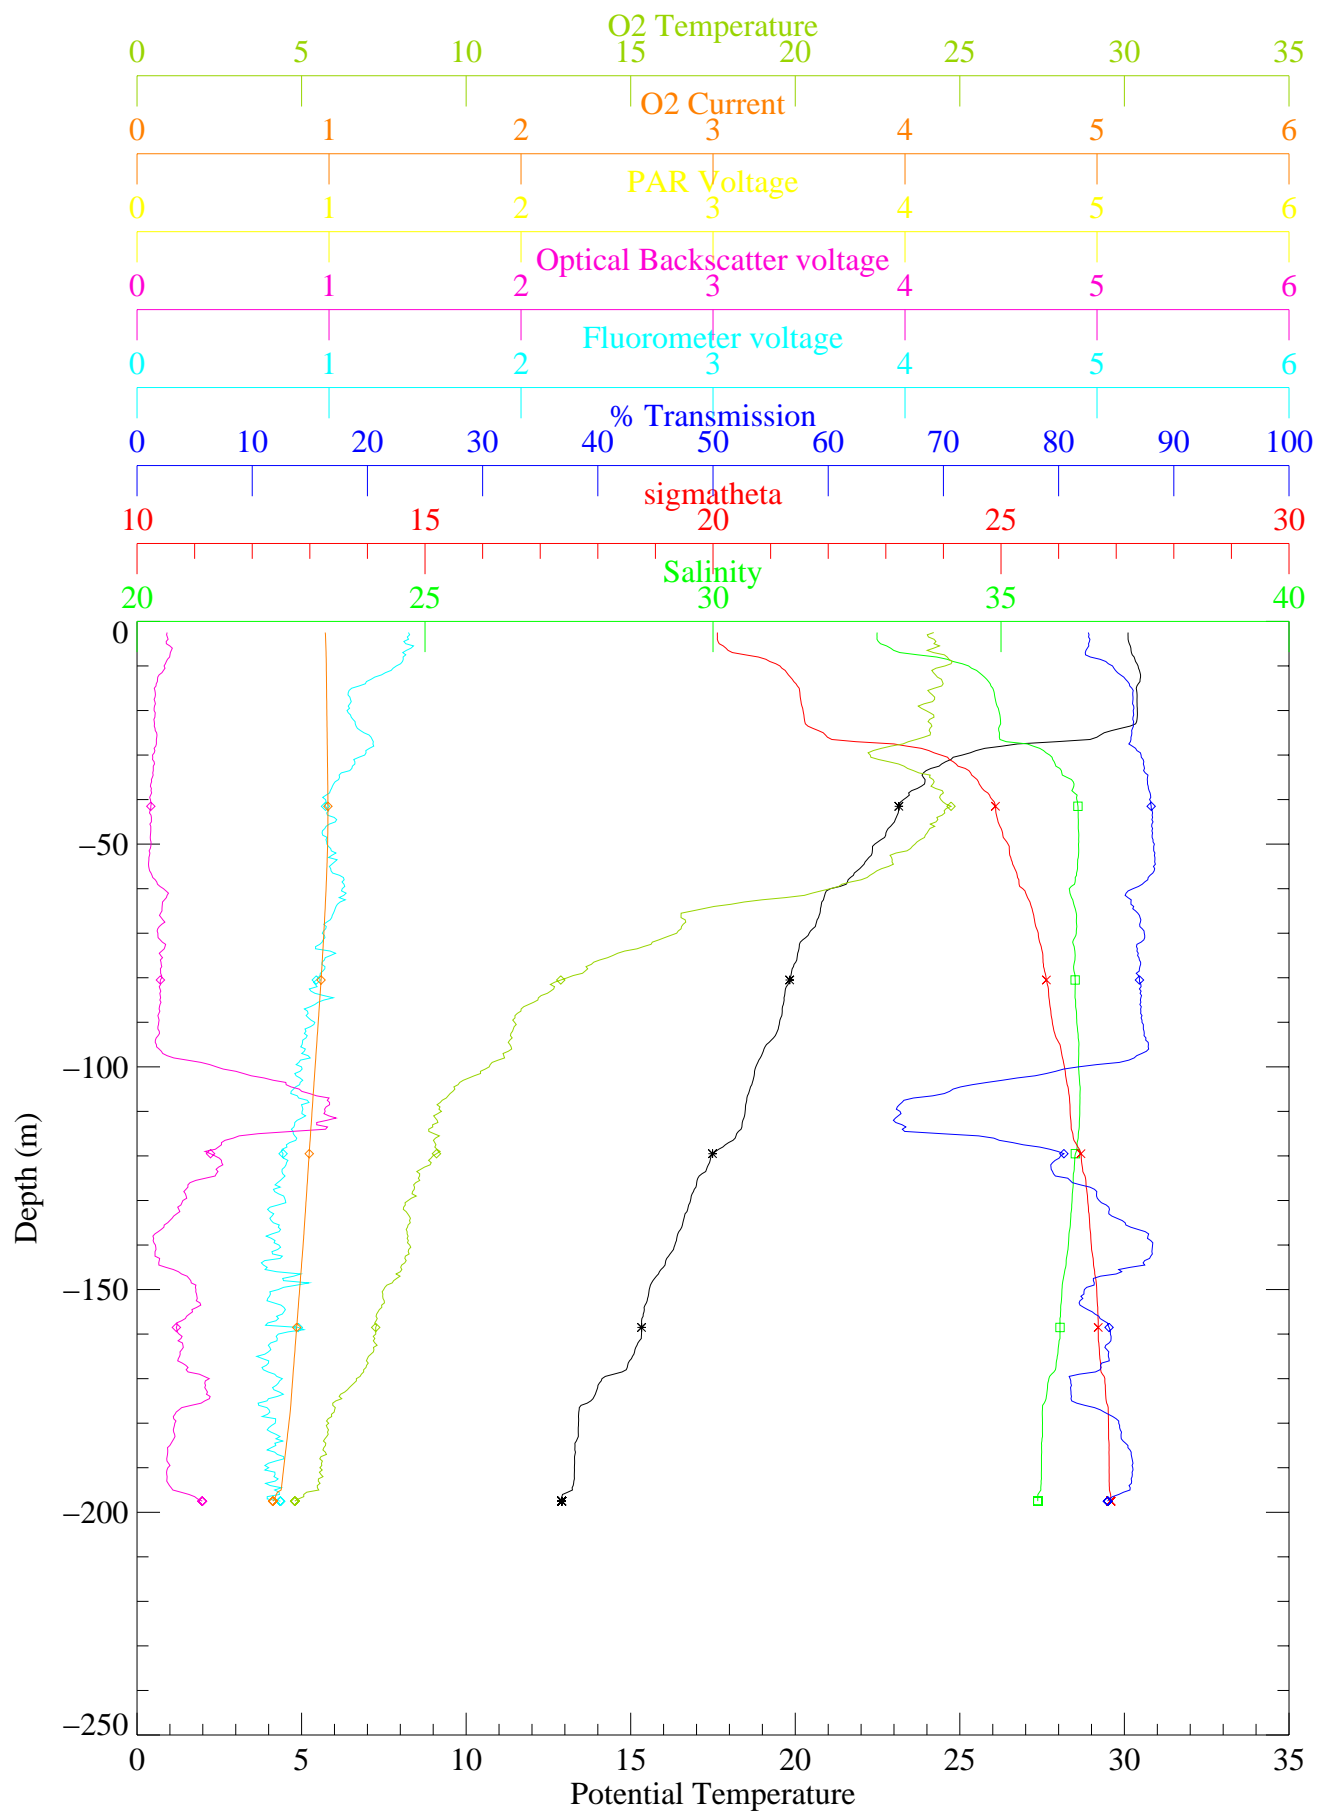 O2 Temperature
0 5 10 15 20 25 30 35
O2 Current
0 1 2 3 4 5 6
PAR Voltage
0 1 2 3 4 5 6
Optical Backscatter voltage
0 1 2 3 4 5 6
Fluorometer voltage
0 1 2 3 4 5 6
% Transmission
0 10 20 30 40 50 60 70 80 90 100
sigmatheta
10 15 20 25 30
Salinity
20 25 30 35 40
0
−50
−100
Depth (m)
−150
−200
−250
0 5 10 15 20 25 30 35
Potential Temperature